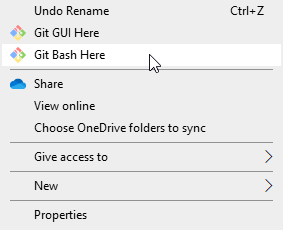 Undo Rename Ctrl+Z
Git GUI Here
Git Bash Here
Share
View online
Choose OneDrive folders to sync
Give access to
New
Properties